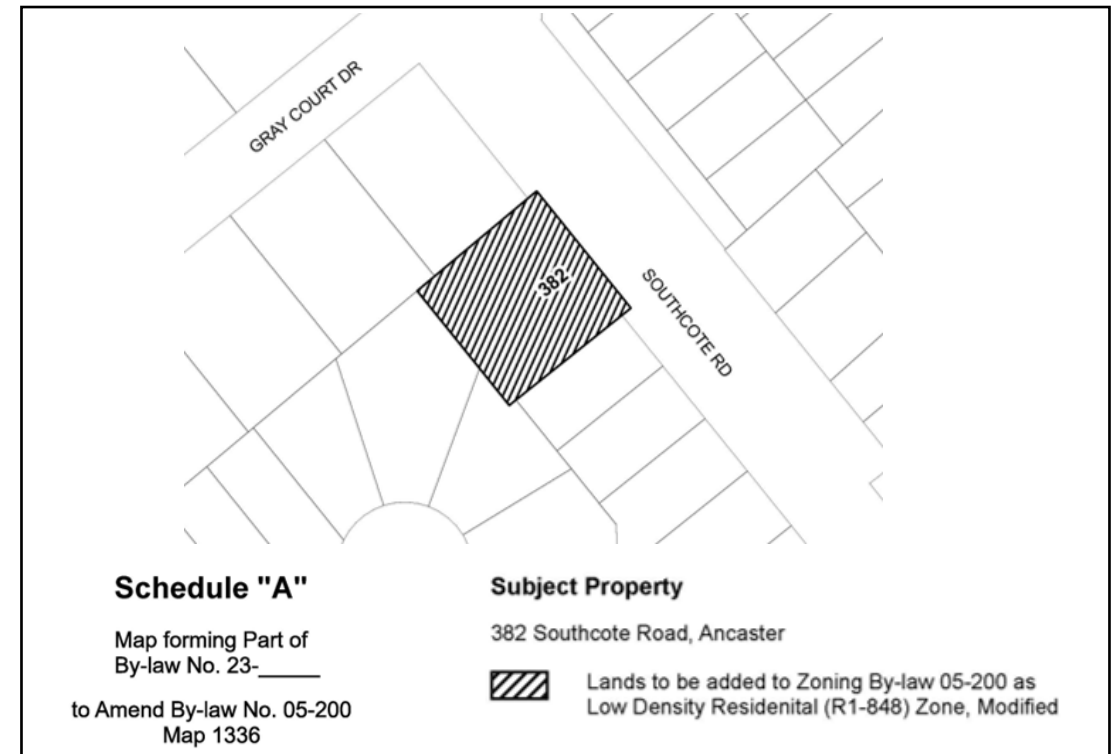 GRAY COURT DR
382
SOUTHCOTE RD
Schedule "A"
Map forming Part of
By-law No. 23-_____
to Amend By-law No. 05-200
Map 1336
Subject Property
382 Southcote Road, Ancaster
Lands to be added to Zoning By-law 05-200 as
Low Density Residenital (R1-848) Zone, Modified